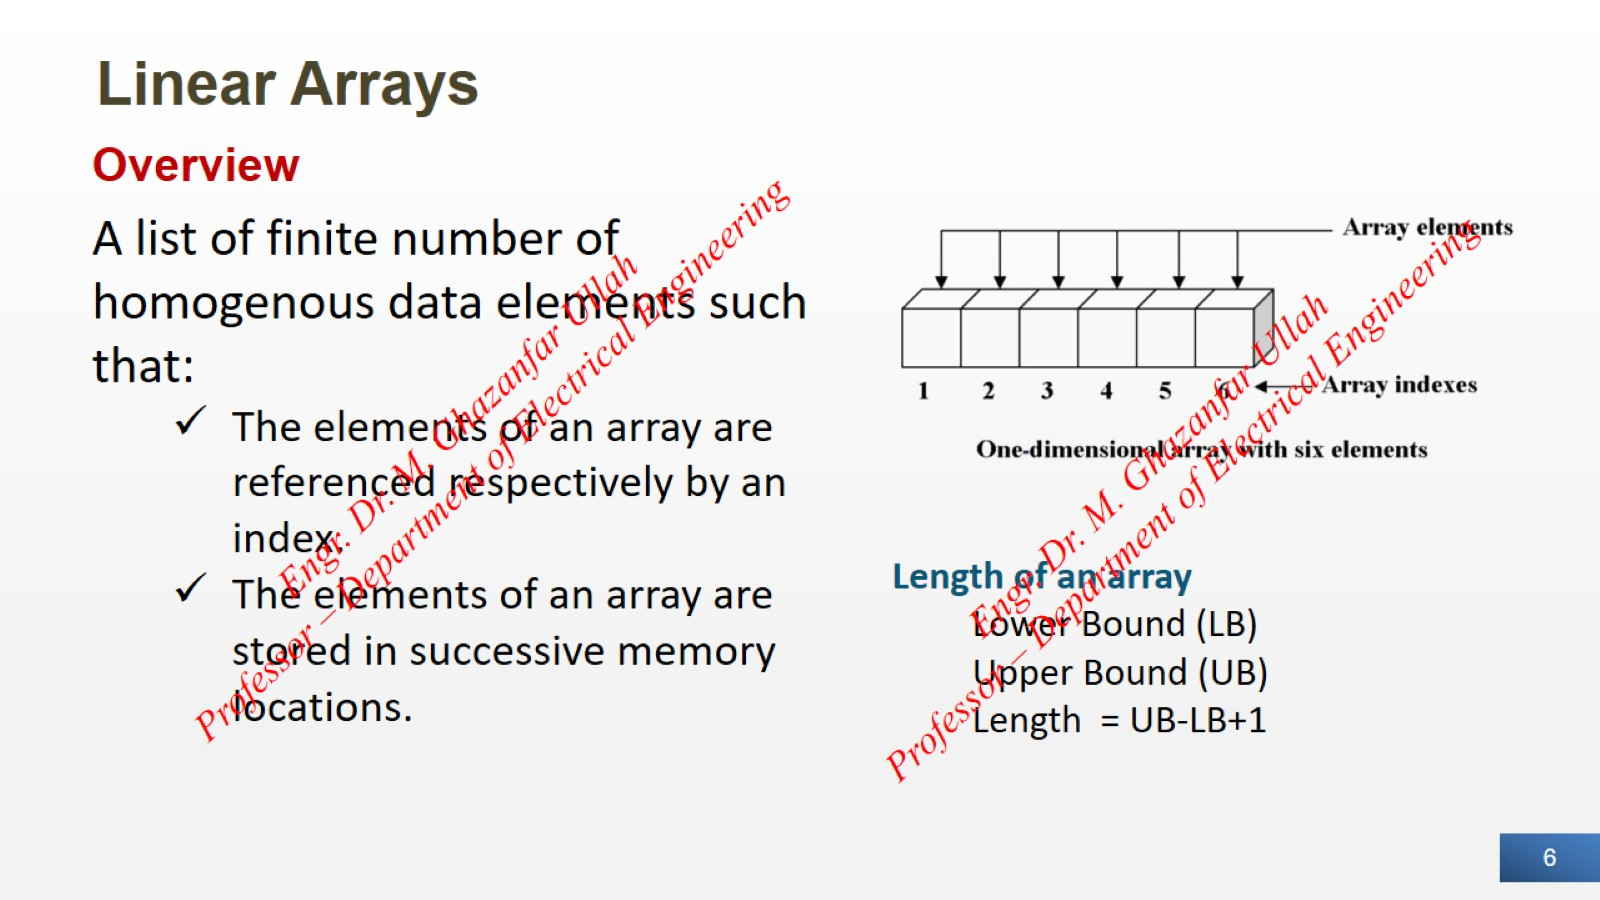 Linear Arrays
Overview
A list of finite number of
homogenous data elements such
that:
✓ The elements of an array are
referenced respectively by an
index.
✓ The elements of an array are
stored in successive memory
locations.
Engr. Dr. M. Ghazanfar Ullah
Professor – Department of Electrical Engineering
Array elements
1 2 3 4 5 6 Array indexes
One-dimensional array with six elements
Length of an array
Lower Bound (LB)
Upper Bound (UB)
Length = UB-LB+1
Engr. Dr. M. Ghazanfar Ullah
Professor – Department of Electrical Engineering
6